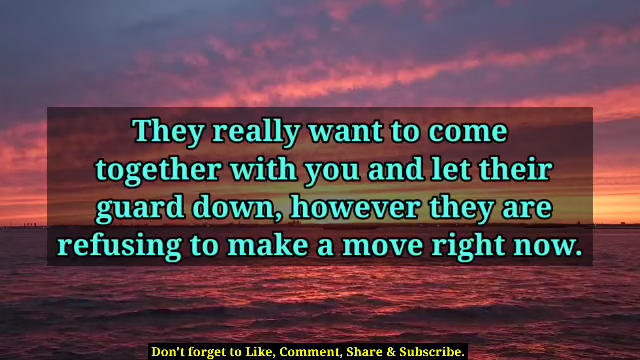 They really want to come
together with you and let their
guard down, however they are
refusing to make a move right now.
Don't forget to Like, Comment, Share & Subscribe.